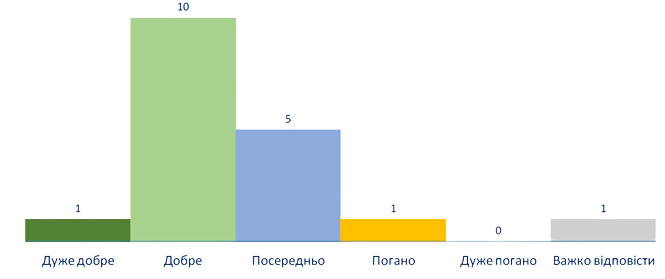 10
5
1
1
1
0
Дуже добре
Добре
Посередньо
Погано
Дуже погано
Важко відповісти